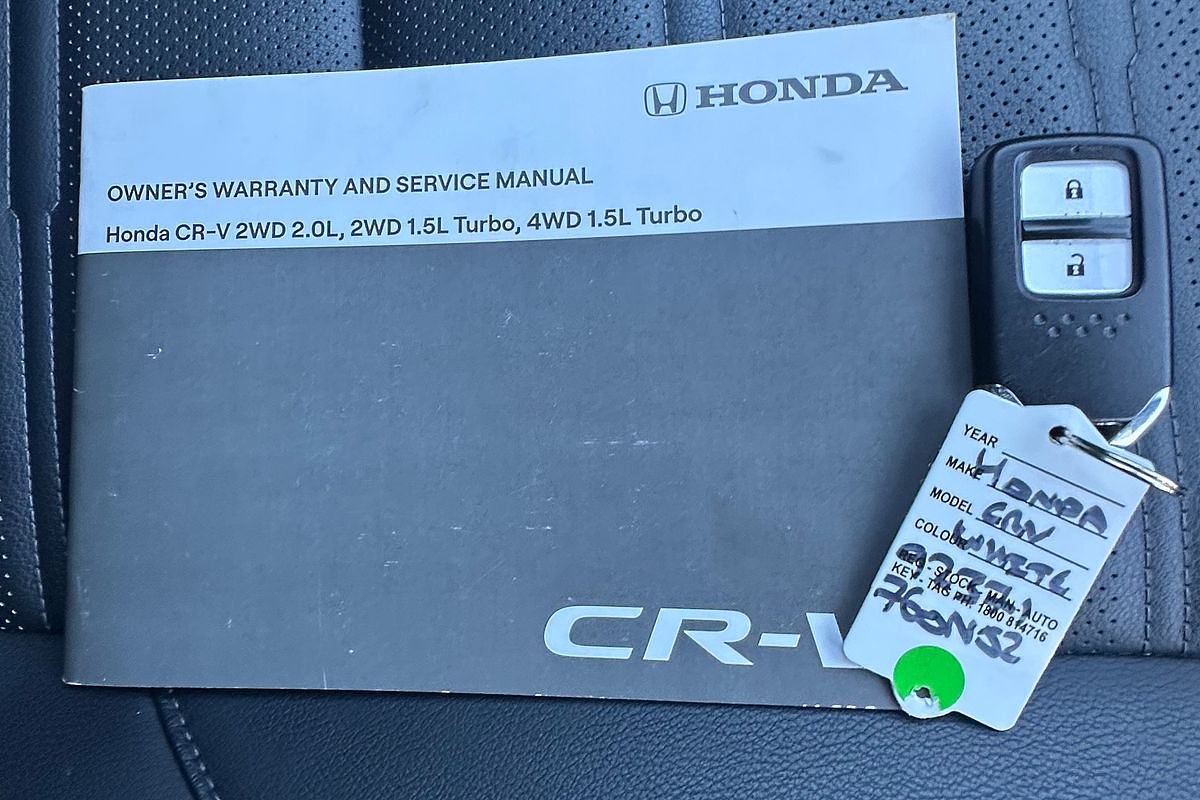 HONDA
OWNER'S WARRANTY AND SERVICE MANUAL
Honda CR-V 2WD 2.0L, 2WD 1.5L Turbo, 4WD 1.5L Turbo
CR-V
YEAR
MAKE HONDA
MODEL CRV
COLOUR WHITE
REG - STOCK, MAN - AUTO
KEY - TAG PH. 1800 814716